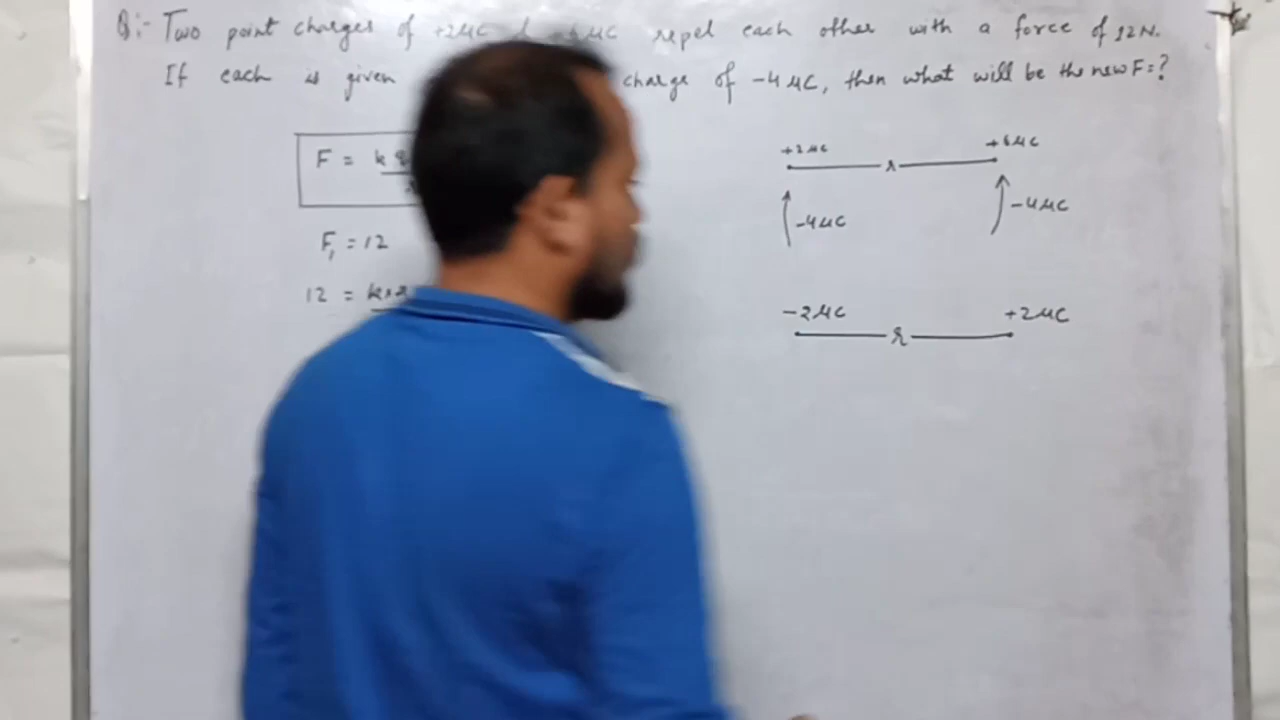 Q:- Two point charges of +2μC & +6μC repel each other with a force of 12N.
If each is given charge of -4μC, then what will be the new F=?
F = k
F₁ = 12
12 = k×2
+2μC +6μC
r
-4μC -4μC
-2μC +2μC
r